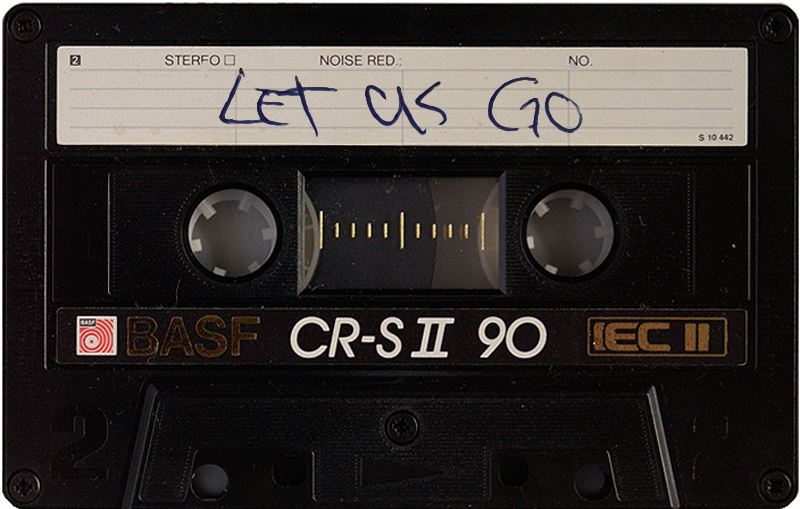 2 STEREO □ NOISE RED.: NO.
LET US GO
S 10 442
BASF BASF CR-S II 90 IEC II
2 2